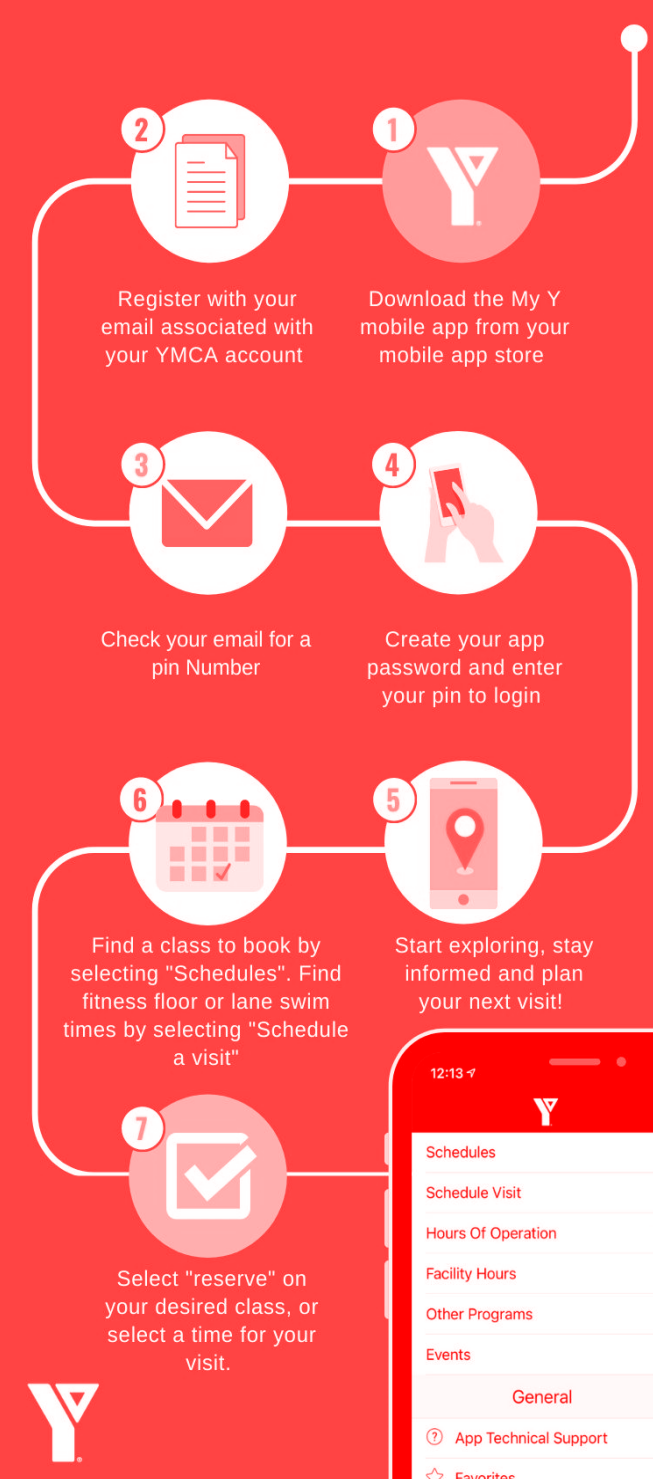 1
Download the My Y
mobile app from your
mobile app store
2
Register with your
email associated with
your YMCA account
3
Check your email for a
pin Number
4
Create your app
password and enter
your pin to login
5
Start exploring, stay
informed and plan
your next visit!
6
Find a class to book by
selecting "Schedules". Find
fitness floor or lane swim
times by selecting "Schedule
a visit"
7
Select "reserve" on
your desired class, or
select a time for your
visit.
12:13
Schedules
Schedule Visit
Hours Of Operation
Facility Hours
Other Programs
Events
General
? App Technical Support
Favorites
Y